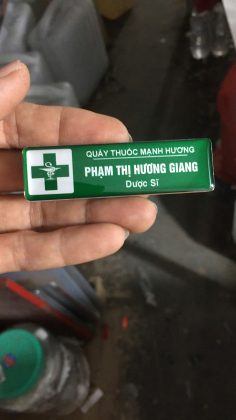 QUẦY THUỐC MẠNH HƯƠNG
PHẠM THỊ HƯƠNG GIANG
Dược Sĩ